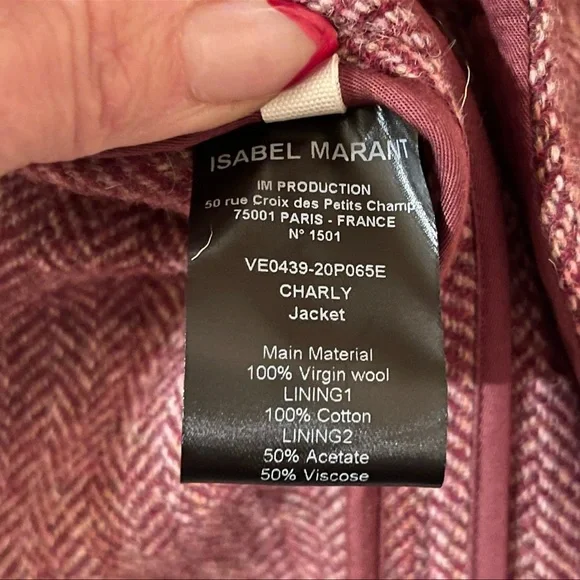 ISABEL MARANT
IM PRODUCTION
50 rue Croix des Petits Champ
75001 PARIS - FRANCE
N° 1501
VE0439-20P065E
CHARLY
Jacket
Main Material
100% Virgin wool
LINING1
100% Cotton
LINING2
50% Acetate
50% Viscose